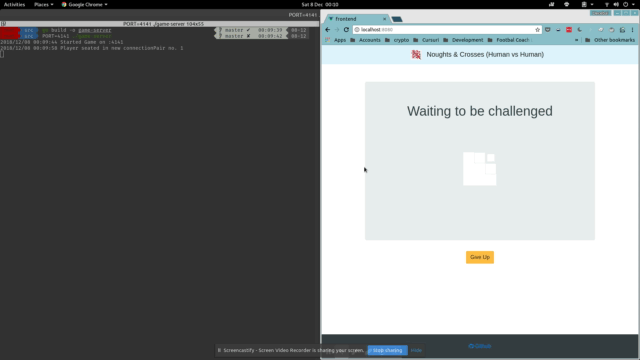 Activities Places Google Chrome Sat 8 Dec 00:10
PORT=4141
PORT=4141 ./game-server 104x55
src go build -o game-server master ✔ 00:09:39 00:12
src PORT=4141 ./game-server master ✗ 00:09:42 00:12
2018/12/08 00:09:44 Started Game on :4141
2018/12/08 00:09:58 Player seated in new connectionPair no. 1
frontend
localhost:8080
Apps Accounts crypto Cursuri Development Footbal Coach Other bookmarks
Noughts & Crosses (Human vs Human)
Waiting to be challenged
Give Up
Github
Screencastify - Screen Video Recorder is sharing your screen. Stop sharing Hide